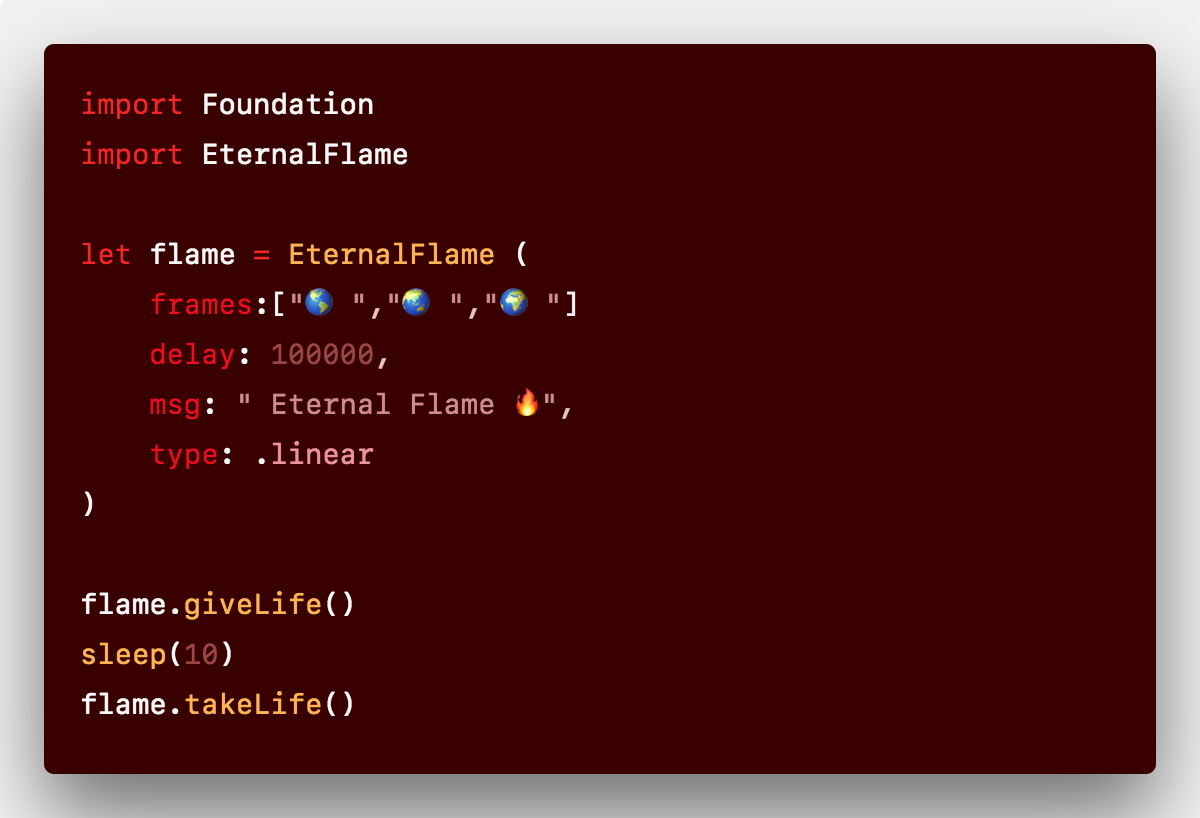 import Foundation
import EternalFlame
let flame = EternalFlame (
frames:["🌎 ","🌏 ","🌍 "]
delay: 100000,
msg: " Eternal Flame 🔥",
type: .linear
)
flame.giveLife()
sleep(10)
flame.takeLife()